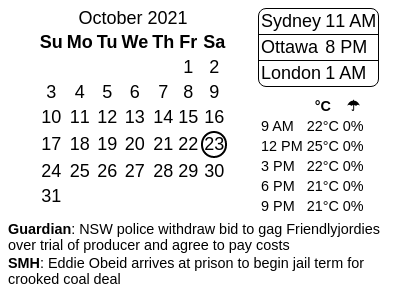 October 2021
Su Mo Tu We Th Fr Sa
1 2
3 4 5 6 7 8 9
10 11 12 13 14 15 16
17 18 19 20 21 22 23
24 25 26 27 28 29 30
31
Sydney 11 AM
Ottawa 8 PM
London 1 AM
°C ☂
9 AM 22°C 0%
12 PM 25°C 0%
3 PM 22°C 0%
6 PM 21°C 0%
9 PM 21°C 0%
Guardian: NSW police withdraw bid to gag Friendlyjordies
over trial of producer and agree to pay costs
SMH: Eddie Obeid arrives at prison to begin jail term for
crooked coal deal